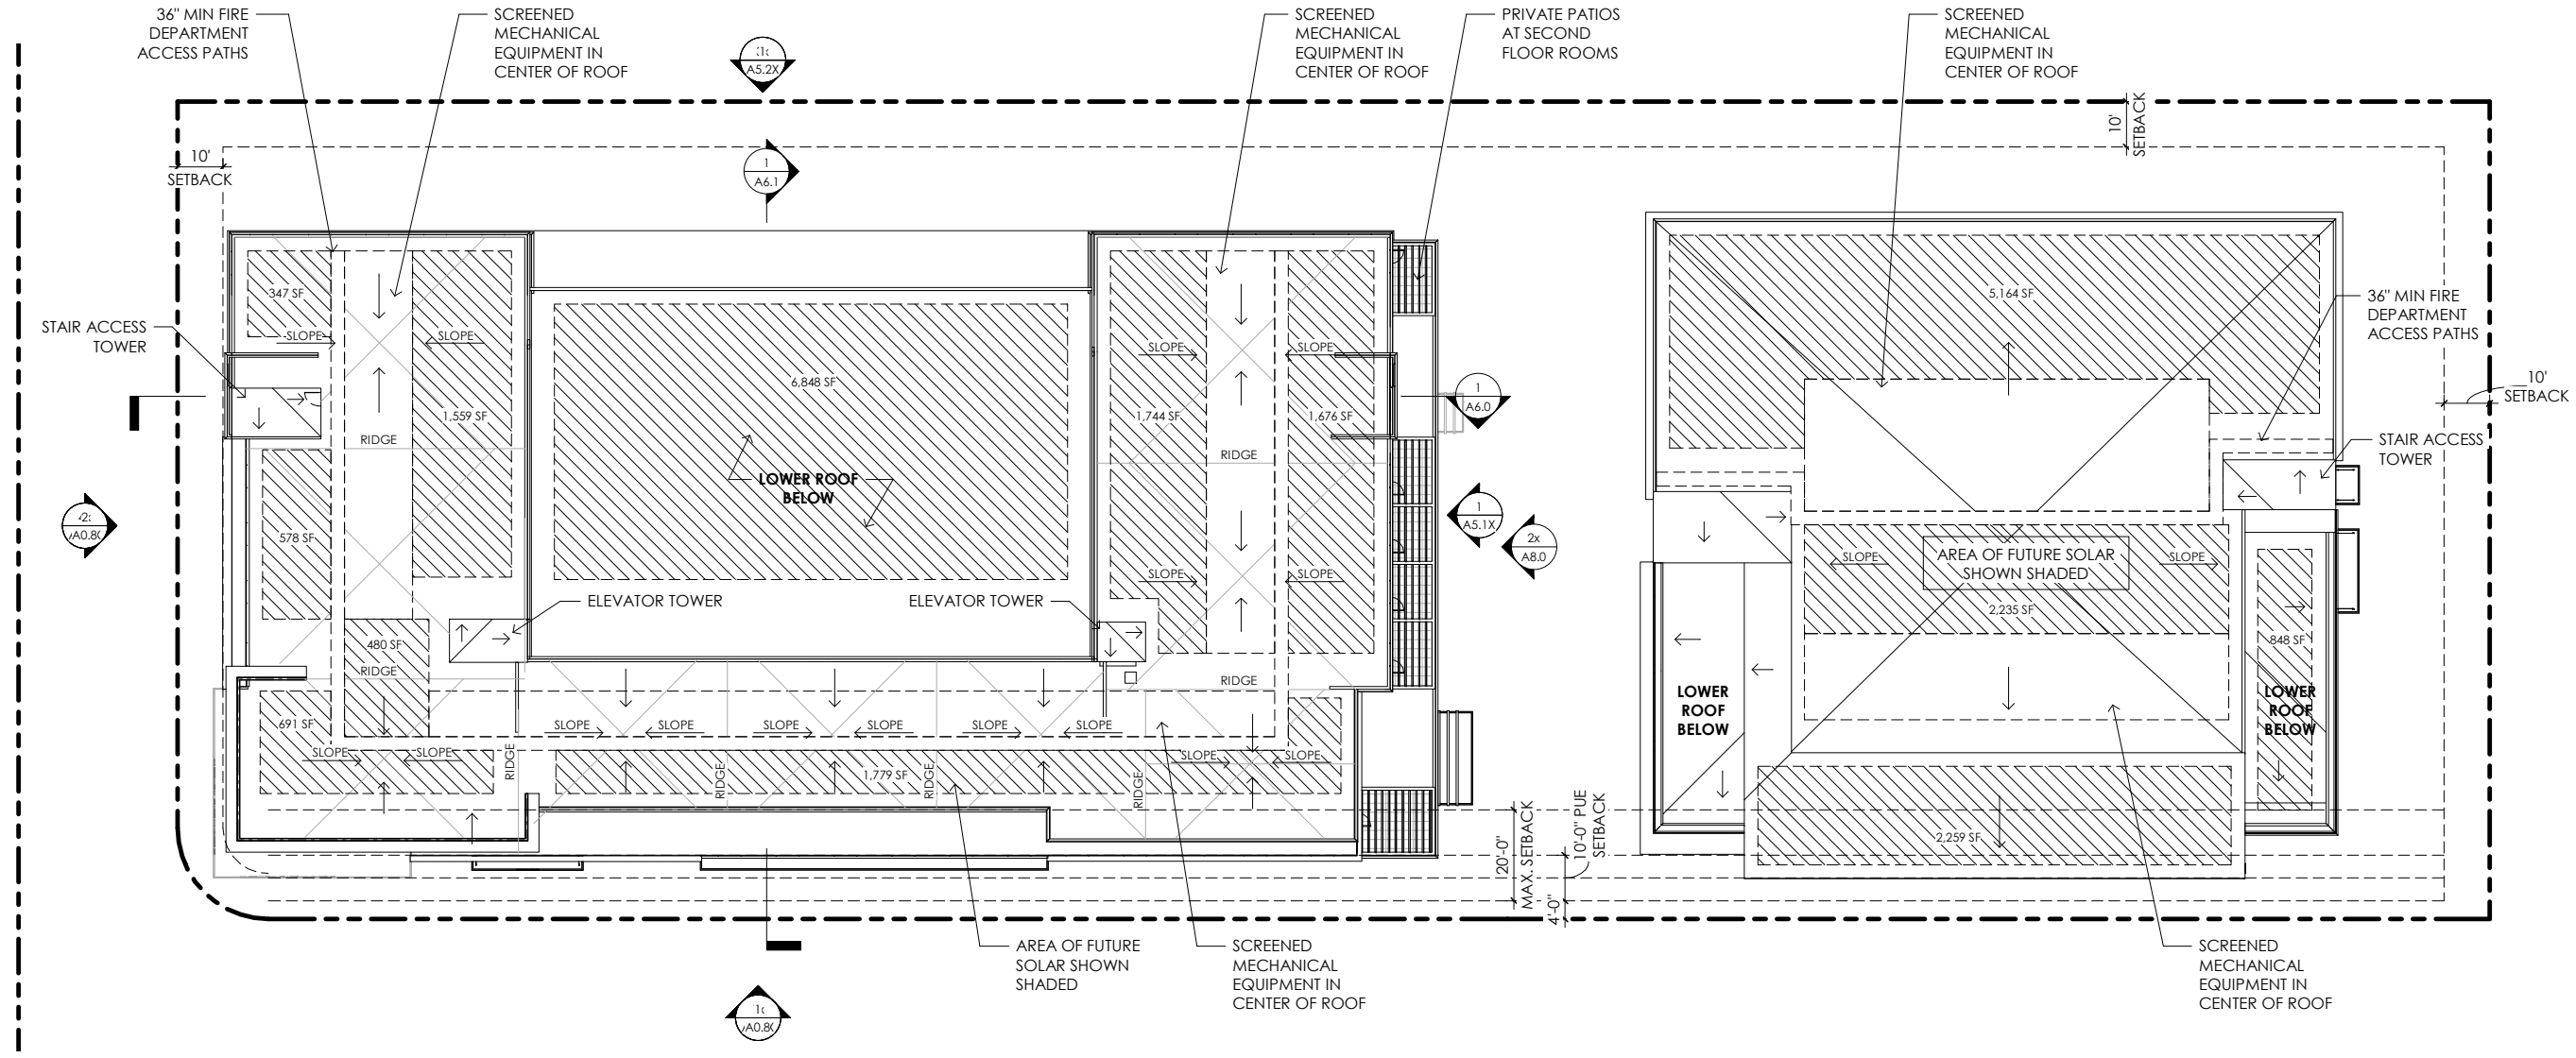 36" MIN FIRE
DEPARTMENT
ACCESS PATHS
SCREENED
MECHANICAL
EQUIPMENT IN
CENTER OF ROOF
A5.2X
SCREENED
MECHANICAL
EQUIPMENT IN
CENTER OF ROOF
PRIVATE PATIOS
AT SECOND
FLOOR ROOMS
SCREENED
MECHANICAL
EQUIPMENT IN
CENTER OF ROOF
10'
SETBACK
10'
SETBACK
1
A6.1
STAIR ACCESS
TOWER
347 SF
SLOPE
SLOPE
1,559 SF
RIDGE
578 SF
480 SF
RIDGE
691 SF
SLOPE
SLOPE
RIDGE
6,848 SF
LOWER ROOF
BELOW
ELEVATOR TOWER
ELEVATOR TOWER
SLOPE
SLOPE
1,744 SF
1,676 SF
RIDGE
SLOPE
SLOPE
RIDGE
SLOPE
SLOPE
SLOPE
SLOPE
SLOPE
SLOPE
SLOPE
SLOPE
RIDGE
1,779 SF
RIDGE
RIDGE
1
A6.0
1
A5.1X
2x
A8.0
5,164 SF
36" MIN FIRE
DEPARTMENT
ACCESS PATHS
10'
SETBACK
STAIR ACCESS
TOWER
SLOPE
AREA OF FUTURE SOLAR
SHOWN SHADED
SLOPE
2,235 SF
848 SF
LOWER
ROOF
BELOW
LOWER
ROOF
BELOW
2,259 SF
20'-0"
MAX. SETBACK
10'-0" PUE
SETBACK
4'-0"
AREA OF FUTURE
SOLAR SHOWN
SHADED
SCREENED
MECHANICAL
EQUIPMENT IN
CENTER OF ROOF
SCREENED
MECHANICAL
EQUIPMENT IN
CENTER OF ROOF